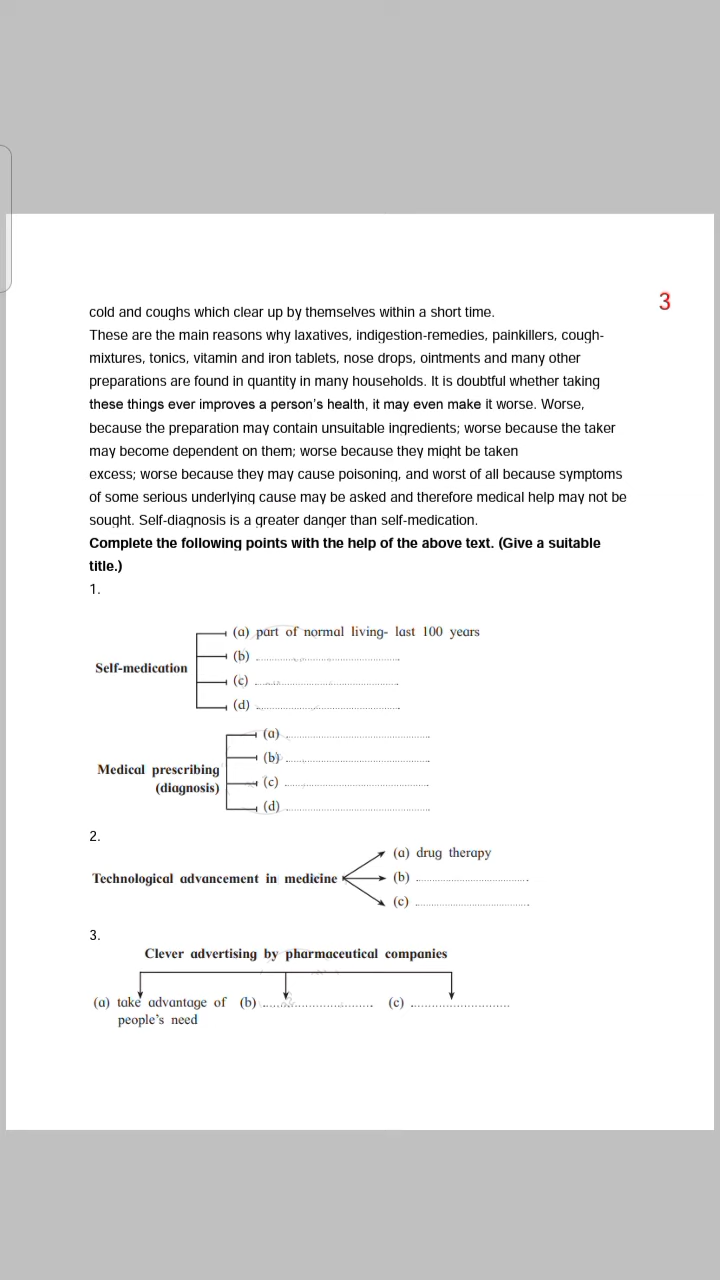 3
cold and coughs which clear up by themselves within a short time.
These are the main reasons why laxatives, indigestion-remedies, painkillers, cough-
mixtures, tonics, vitamin and iron tablets, nose drops, ointments and many other
preparations are found in quantity in many households. It is doubtful whether taking
these things ever improves a person's health, it may even make it worse. Worse,
because the preparation may contain unsuitable ingredients; worse because the taker
may become dependent on them; worse because they might be taken
excess; worse because they may cause poisoning, and worst of all because symptoms
of some serious underlying cause may be asked and therefore medical help may not be
sought. Self-diagnosis is a greater danger than self-medication.
Complete the following points with the help of the above text. (Give a suitable
title.)
1.
Self-medication
(a) part of normal living- last 100 years
(b) ................................................
(c) ................................................
(d) ................................................
Medical prescribing
(diagnosis)
(a) ................................................
(b) ................................................
(c) ................................................
(d) ................................................
2.
Technological advancement in medicine
(a) drug therapy
(b) ......................................
(c) ......................................
3.
Clever advertising by pharmaceutical companies
(a) take advantage of (b) .................................... (c) .................................
people's need